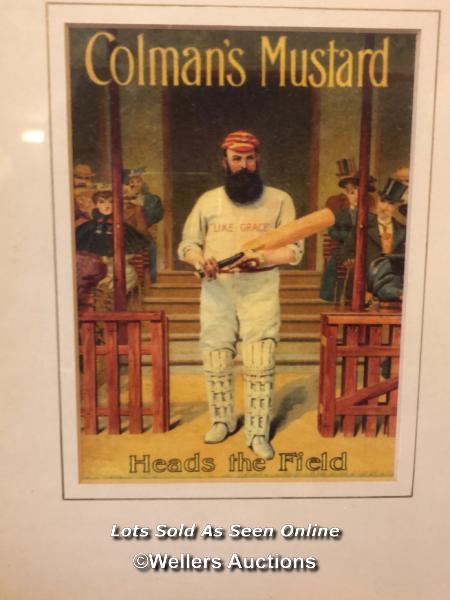 Colman's Mustard
LIKE GRACE
Heads the Field
Lots Sold As Seen Online
©Wellers Auctions